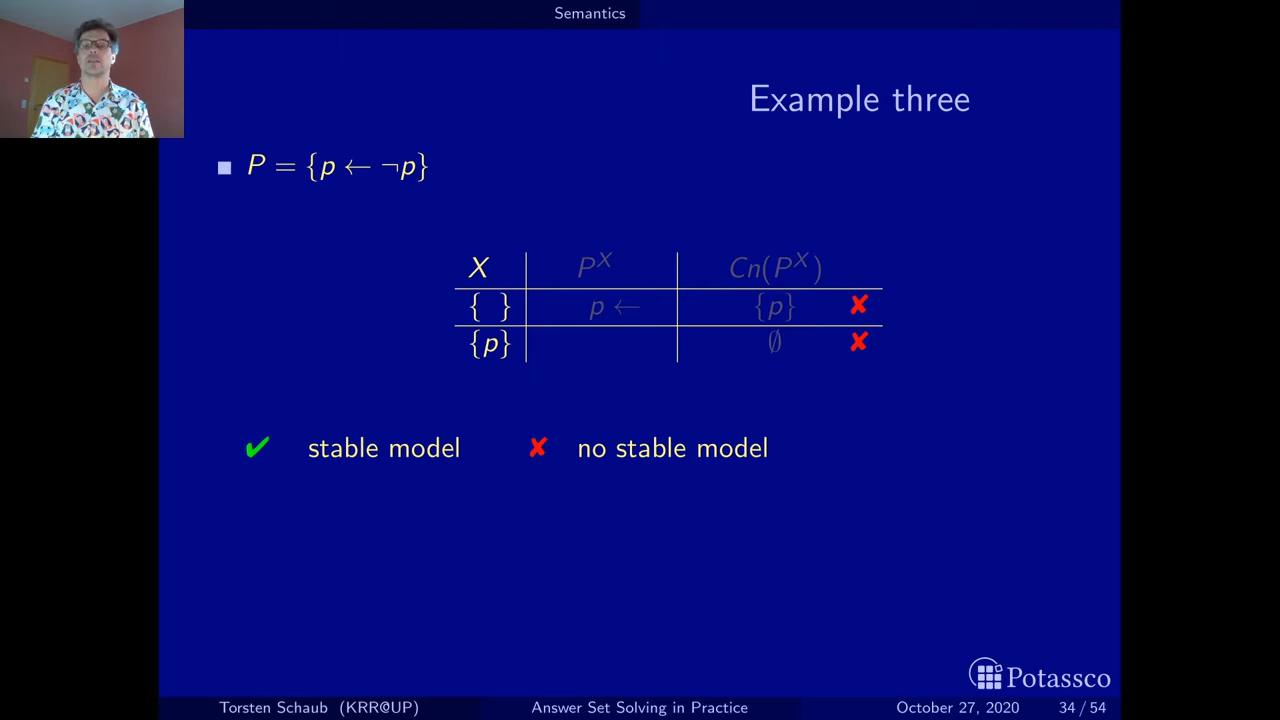 Semantics
Example three
P = {p ← ¬p}
X P^X Cn(P^X)
{ } p ← {p} ✘
{p} ∅ ✘
✔ stable model ✘ no stable model
Potassco
Torsten Schaub (KRR@UP) Answer Set Solving in Practice October 27, 2020 34 / 54